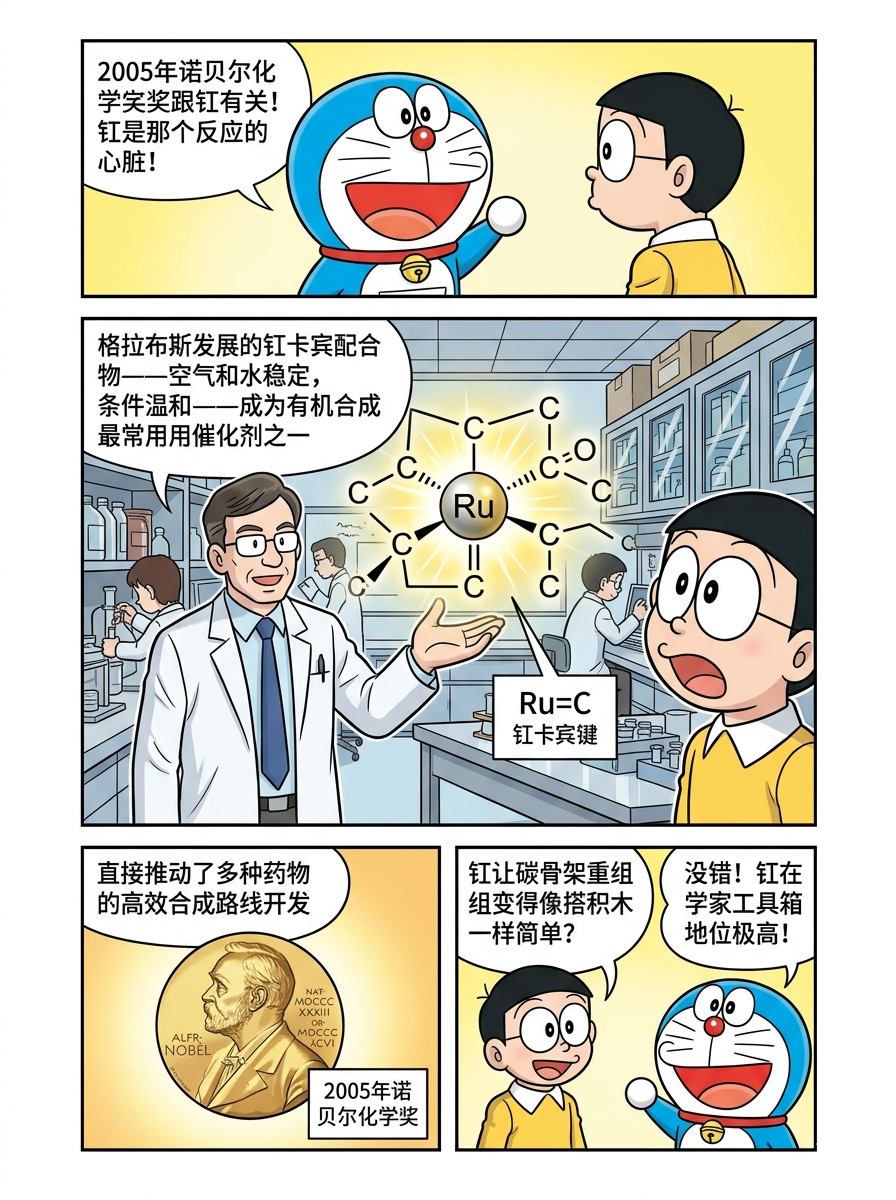 2005年诺贝尔化
学实奖跟钌有关！
钌是那个反应的
心脏！
格拉布斯发展的钌卡宾配合
物——空气和水稳定，
条件温和——成为有机合成
最常用用催化剂之一
C
C
C
C
C=O
C
Ru
C
C
C
C
C
Ru=C
钌卡宾键
直接推动了多种药物
的高效合成路线开发
ALFR-
NOBEL
NAT-
MDCCC
XXXIII
OB-
MDCCC
XCVI
2005年诺
贝尔化学奖
钌让碳骨架重组
组变得像搭积木
一样简单？
没错！钌在
学家工具箱
地位极高！